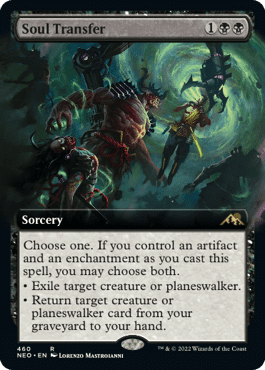 Soul Transfer 1
Sorcery
Choose one. If you control an artifact
and an enchantment as you cast this
spell, you may choose both.
• Exile target creature or planeswalker.
• Return target creature or
planeswalker card from your
graveyard to your hand.
460 R
NEO • EN Lorenzo Mastroianni
™ & © 2022 Wizards of the Coast